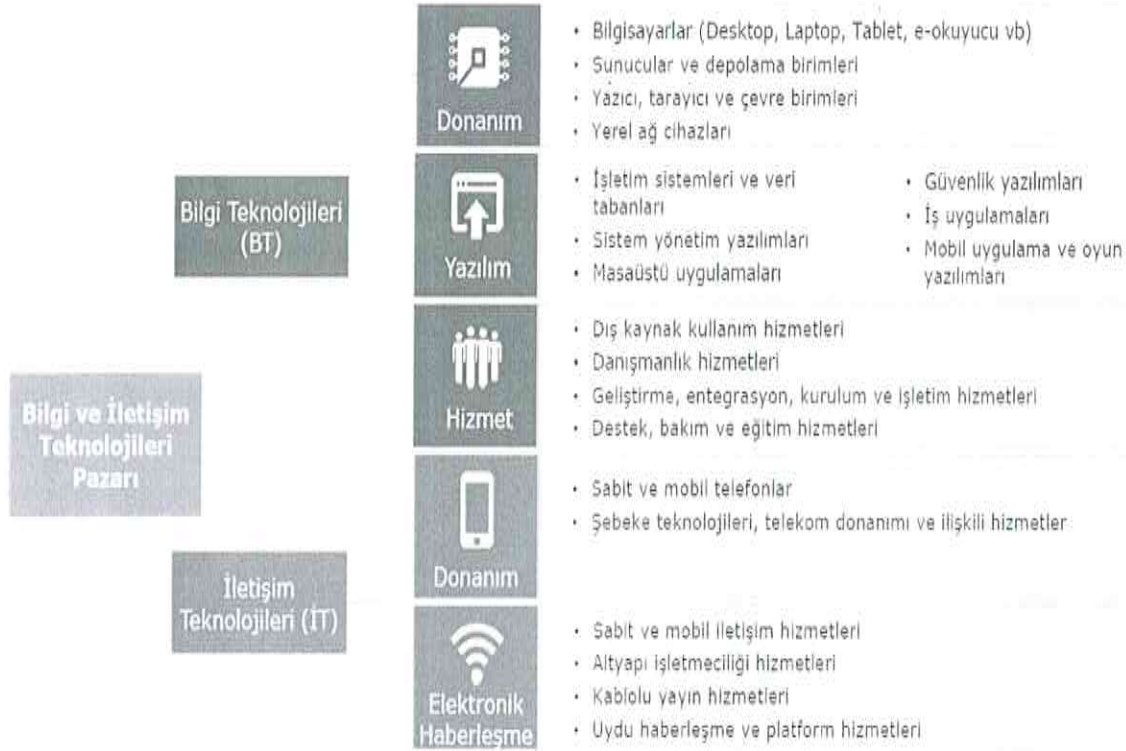 Bilgi ve İletişim
Teknolojileri
Pazarı
Bilgi Teknolojileri
(BT)
Donanım
• Bilgisayarlar (Desktop, Laptop, Tablet, e-okuyucu vb)
• Sunucular ve depolama birimleri
• Yazıcı, tarayıcı ve çevre birimleri
• Yerel ağ cihazları
Yazılım
• İşletim sistemleri ve veri
tabanları
• Sistem yönetim yazılımları
• Masaüstü uygulamaları
• Güvenlik yazılımları
• İş uygulamaları
• Mobil uygulama ve oyun
yazılımları
Hizmet
• Dış kaynak kullanım hizmetleri
• Danışmanlık hizmetleri
• Geliştirme, entegrasyon, kurulum ve işletim hizmetleri
• Destek, bakım ve eğitim hizmetleri
İletişim
Teknolojileri (İT)
Donanım
• Sabit ve mobil telefonlar
• Şebeke teknolojileri, telekom donanımı ve ilişkili hizmetler
Elektronik
Haberleşme
• Sabit ve mobil iletişim hizmetleri
• Altyapı işletmeciliği hizmetleri
• Kablolu yayın hizmetleri
• Uydu haberleşme ve platform hizmetleri